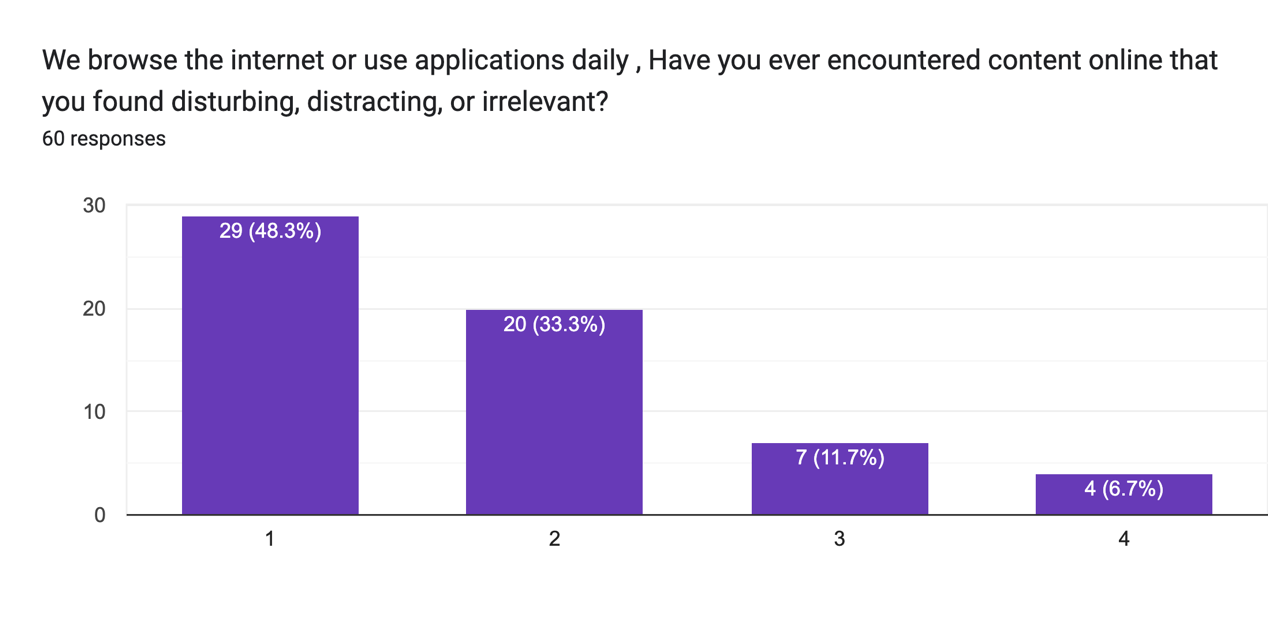 We browse the internet or use applications daily , Have you ever encountered content online that
you found disturbing, distracting, or irrelevant?
60 responses
30
29 (48.3%)
20
20 (33.3%)
10
7 (11.7%)
4 (6.7%)
0
1 2 3 4